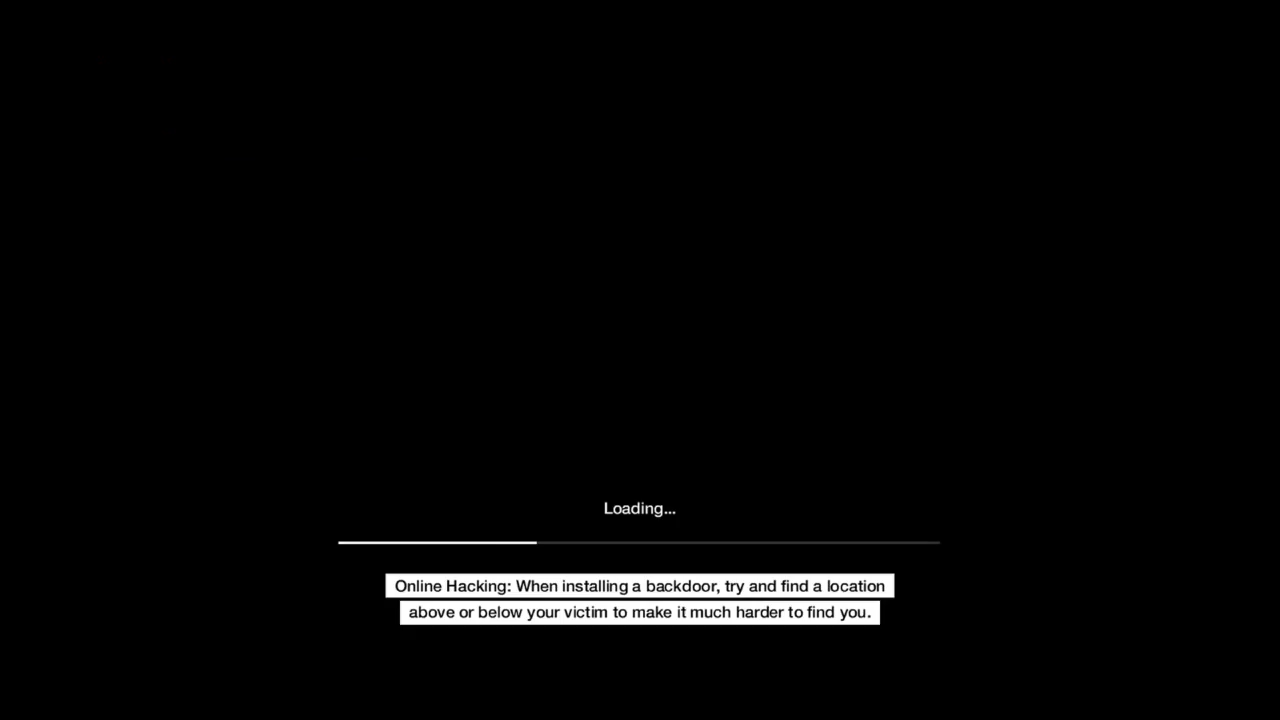 Loading...
Online Hacking: When installing a backdoor, try and find a location
above or below your victim to make it much harder to find you.